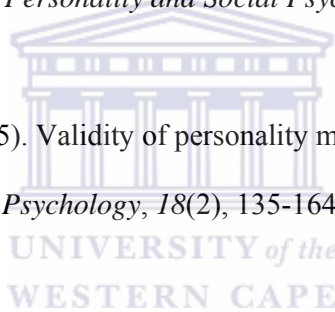 Personality and Social Psyc
5). Validity of personality m
Psychology, 18(2), 135-164
UNIVERSITY of the
WESTERN CAPE